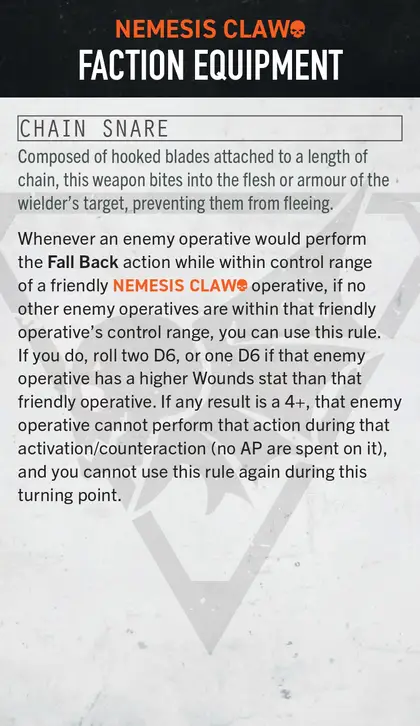 NEMESIS CLAW
FACTION EQUIPMENT
CHAIN SNARE
Composed of hooked blades attached to a length of
chain, this weapon bites into the flesh or armour of the
wielder's target, preventing them from fleeing.
Whenever an enemy operative would perform
the Fall Back action while within control range
of a friendly NEMESIS CLAW operative, if no
other enemy operatives are within that friendly
operative's control range, you can use this rule.
If you do, roll two D6, or one D6 if that enemy
operative has a higher Wounds stat than that
friendly operative. If any result is a 4+, that enemy
operative cannot perform that action during that
activation/counteraction (no AP are spent on it),
and you cannot use this rule again during this
turning point.